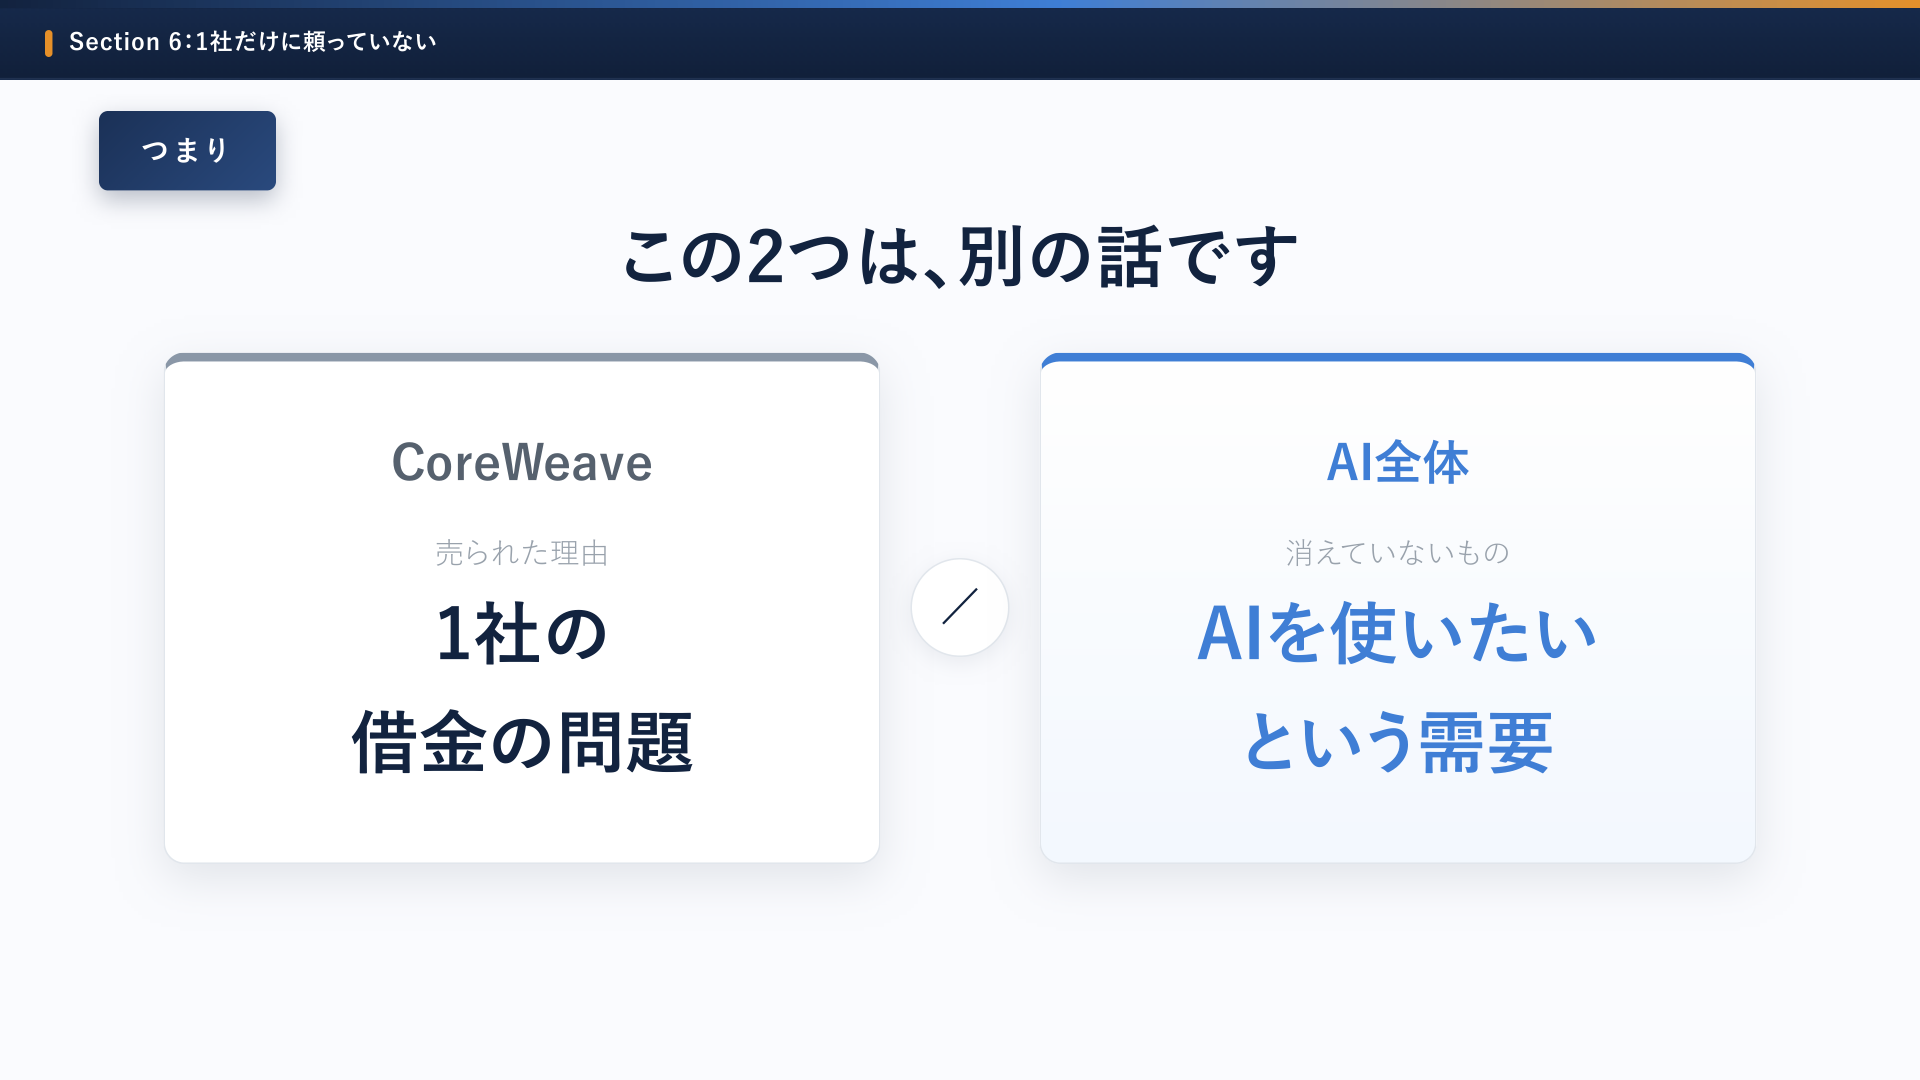 Section 6：1社だけに頼っていない
つまり
この2つは、別の話です
CoreWeave
売られた理由
1社の
借金の問題
／
AI全体
消えていないもの
AIを使いたい
という需要